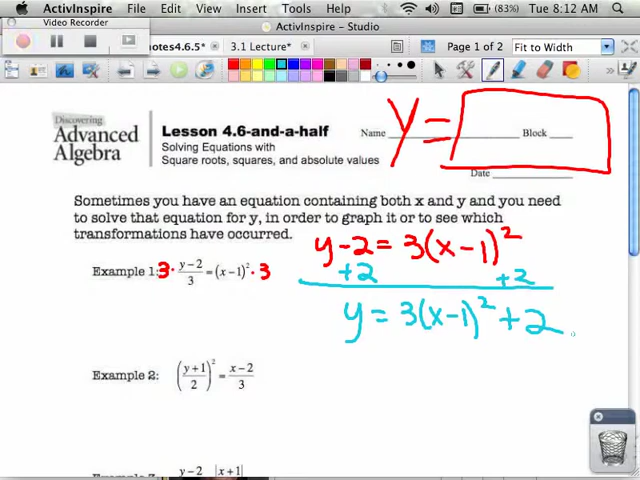 ActivInspire File Edit View Insert Tools Help (83%) Tue 8:12 AM
Video Recorder
ActivInspire - Studio
notes4.6.5* × 3.1 Lecture* × Page 1 of 2 Fit to Width
y =
Discovering
Advanced
Algebra
Lesson 4.6-and-a-half
Solving Equations with
Square roots, squares, and absolute values
Name Block
Date
Sometimes you have an equation containing both x and y and you need
to solve that equation for y, in order to graph it or to see which
transformations have occurred.
y-2 = 3(x-1)²
+2 +2
Example 1: 3 · (y−2)/3 = (x−1)² · 3
y = 3(x-1)² + 2
Example 2: ((y+1)/2)² = (x−2)/3
y−2 |x+1|